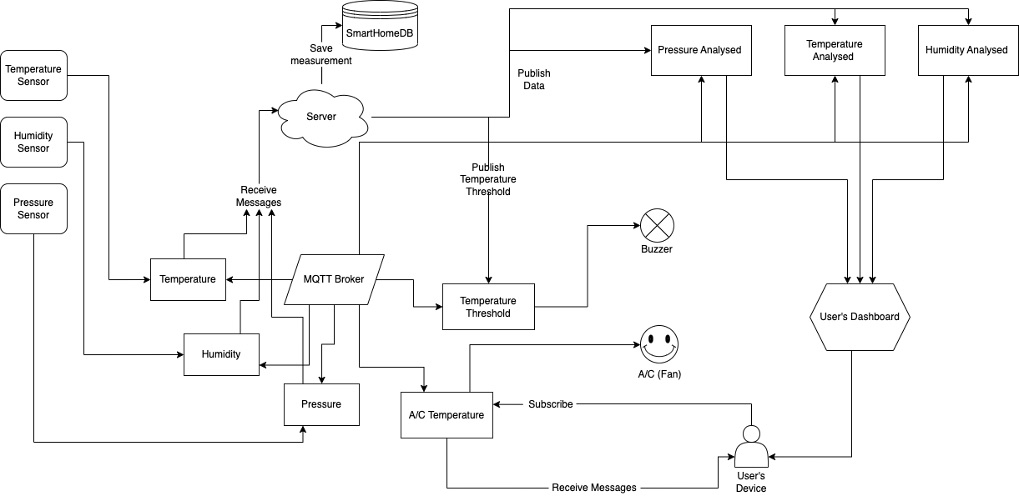 SmartHomeDB
Save
measurement
Pressure Analysed
Temperature
Analysed
Humidity Analysed
Temperature
Sensor
Publish
Data
Server
Humidity
Sensor
Publish
Temperature
Threshold
Receive
Messages
Pressure
Sensor
Buzzer
Temperature
MQTT Broker
Temperature
Threshold
User's Dashboard
Humidity
A/C (Fan)
Pressure
A/C Temperature
Subscribe
Receive Messages
User's
Device